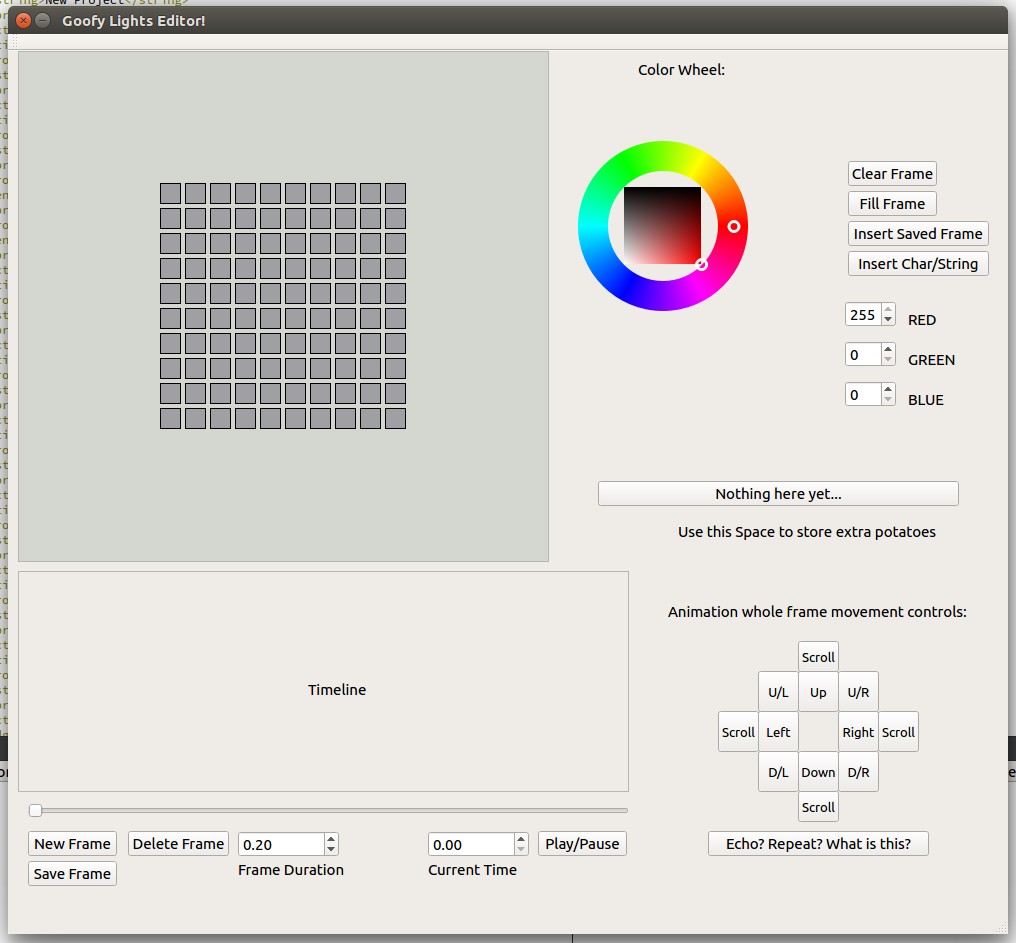 New Project</string>
Goofy Lights Editor!
Color Wheel:
Clear Frame
Fill Frame
Insert Saved Frame
Insert Char/String
255 RED
0 GREEN
0 BLUE
Nothing here yet...
Use this Space to store extra potatoes
Timeline
Animation whole frame movement controls:
Scroll
U/L Up U/R
Scroll Left Right Scroll
D/L Down D/R
Scroll
New Frame Delete Frame 0.20 0.00 Play/Pause Echo? Repeat? What is this?
Save Frame Frame Duration Current Time